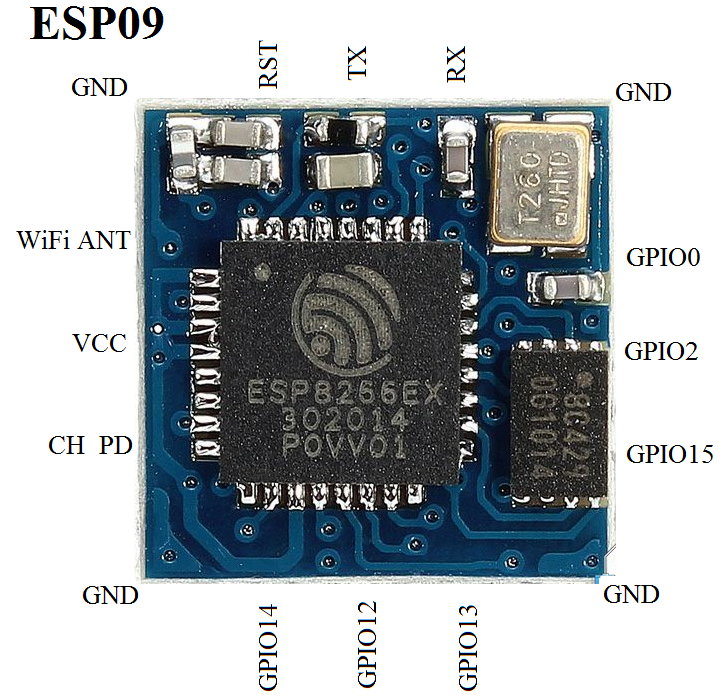 ESP09
RST
TX
RX
GND
GND
T260
JHTD
WiFi ANT
GPIO0
VCC
GPIO2
ESP8266EX
302014
P0VV01
CH PD
GPIO15
GND
GND
GPIO14
GPIO12
GPIO13